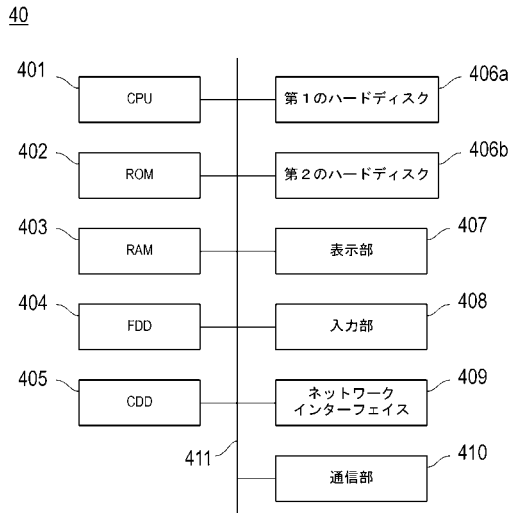 40
401
CPU
第1のハードディスク
406a
402
ROM
第2のハードディスク
406b
403
RAM
表示部
407
404
FDD
入力部
408
405
CDD
ネットワーク
インターフェイス
409
411
通信部
410